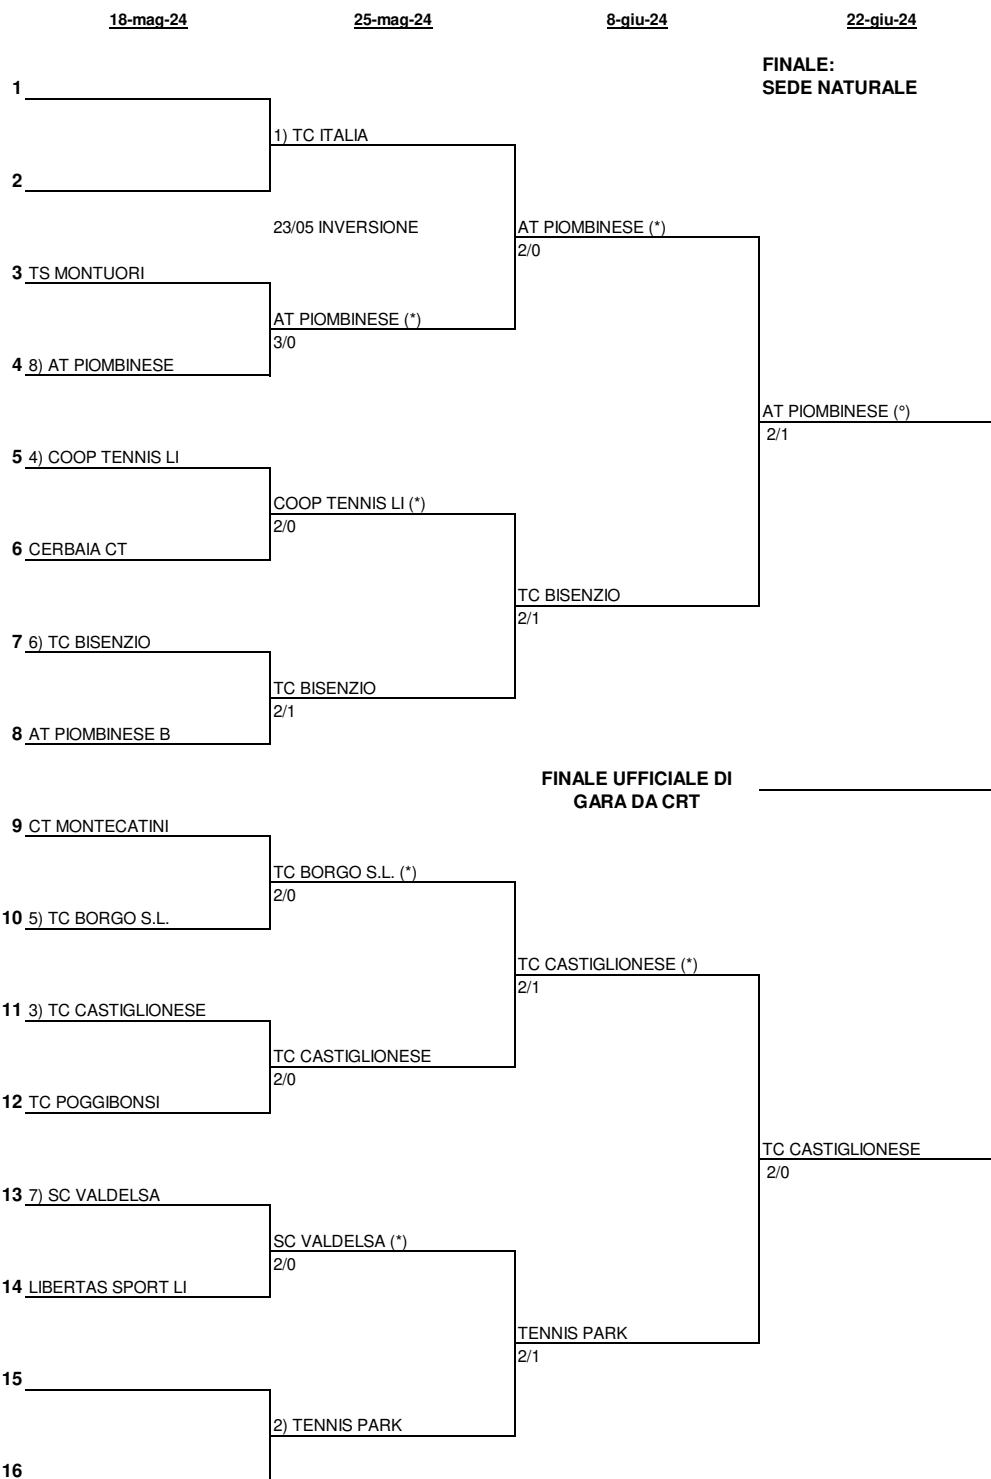 18-mag-24 25-mag-24 8-giu-24 22-giu-24
FINALE:
1
SEDE NATURALE
1) TC ITALIA
2
23/05 INVERSIONE
AT PIOMBINESE (*)
2/0
3 TS MONTUORI
AT PIOMBINESE (*)
3/0
4 8) AT PIOMBINESE
AT PIOMBINESE (°)
2/1
5 4) COOP TENNIS LI
COOP TENNIS LI (*)
2/0
6 CERBAIA CT
TC BISENZIO
2/1
7 6) TC BISENZIO
TC BISENZIO
2/1
8 AT PIOMBINESE B
FINALE UFFICIALE DI
GARA DA CRT
9 CT MONTECATINI
TC BORGO S.L. (*)
2/0
10 5) TC BORGO S.L.
TC CASTIGLIONESE (*)
2/1
11 3) TC CASTIGLIONESE
TC CASTIGLIONESE
2/0
12 TC POGGIBONSI
TC CASTIGLIONESE
2/0
13 7) SC VALDELSA
SC VALDELSA (*)
2/0
14 LIBERTAS SPORT LI
TENNIS PARK
2/1
15
2) TENNIS PARK
16